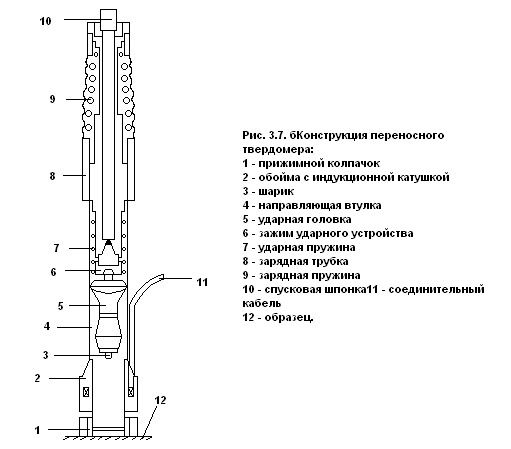 10
9
8
7
6
11
5
4
3
2
12
1
Рис. 3.7. бКонструкция переносного
твердомера:
1 - прижимной колпачок
2 - обойма с индукционной катушкой
3 - шарик
4 - направляющая втулка
5 - ударная головка
6 - зажим ударного устройства
7 - ударная пружина
8 - зарядная трубка
9 - зарядная пружина
10 - спусковая шпонка11 - соединительный
кабель
12 - образец.